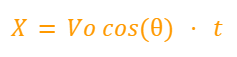 X = Vo cos(θ) · t